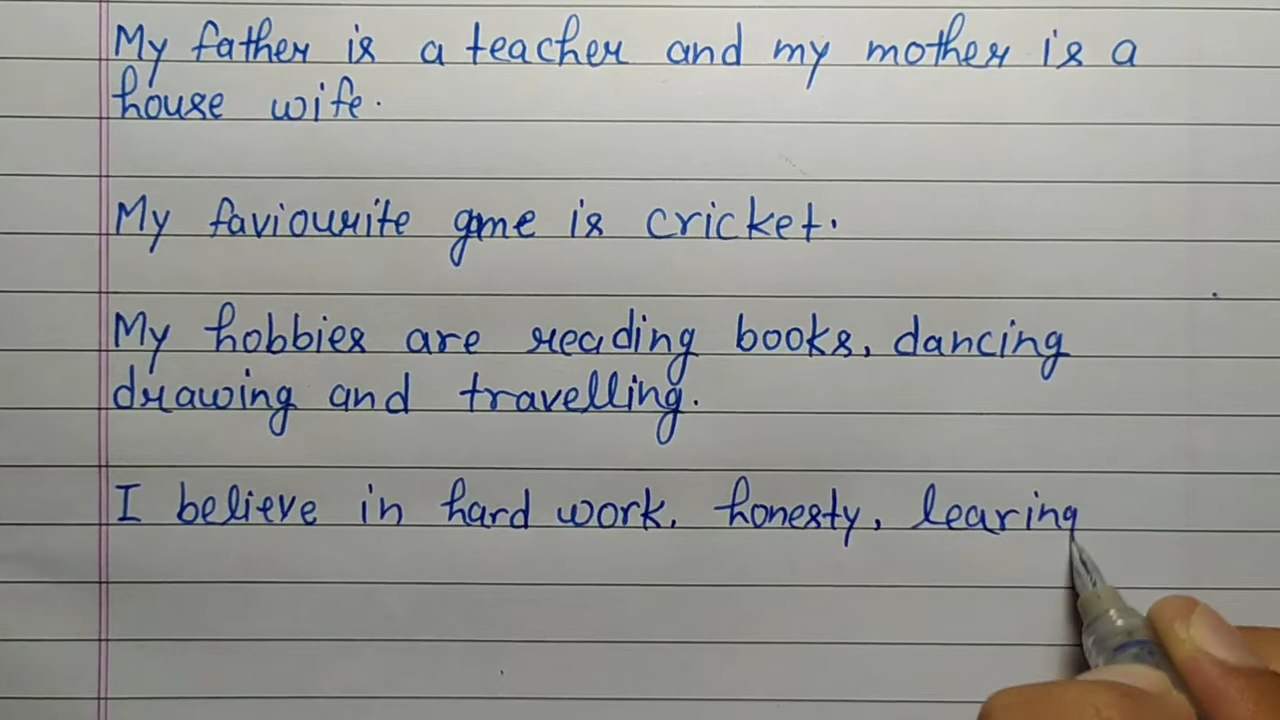 My father is a teacher and my mother is a
house wife.
My faviourite gme is cricket.
My hobbies are reading books, dancing
drawing and travelling.
I believe in hard work, honesty, learing